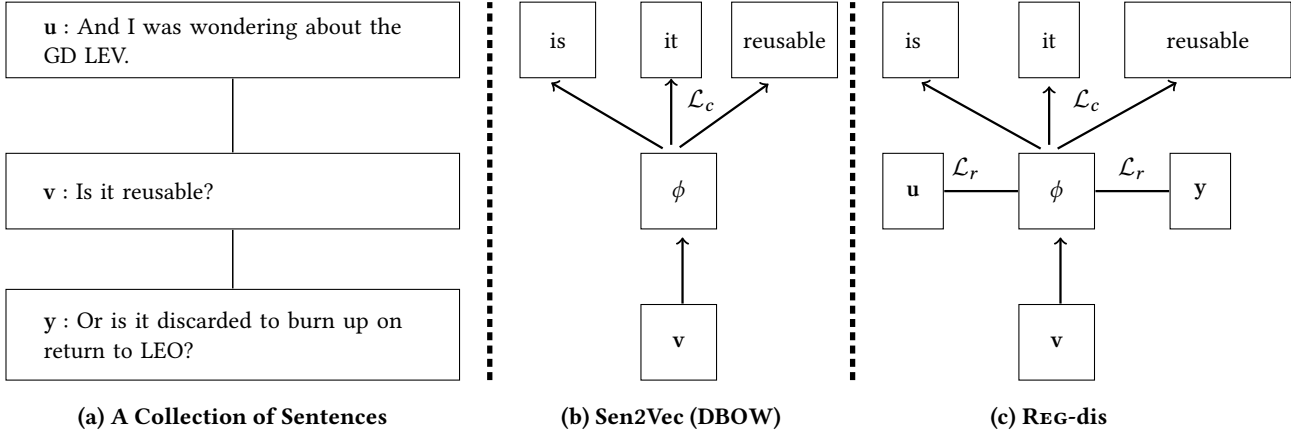 u : And I was wondering about the
GD LEV.
v : Is it reusable?
y : Or is it discarded to burn up on
return to LEO?
(a) A Collection of Sentences
is it reusable
ℒc
ϕ
v
(b) Sen2Vec (DBOW)
is it reusable
ℒc
u ℒr ϕ ℒr y
v
(c) Reg-dis